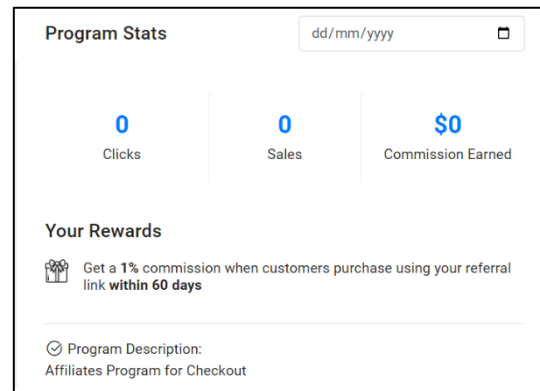 Program Stats
dd/mm/yyyy
0
Clicks
0
Sales
$0
Commission Earned
Your Rewards
Get a 1% commission when customers purchase using your referral
link within 60 days
Program Description:
Affiliates Program for Checkout